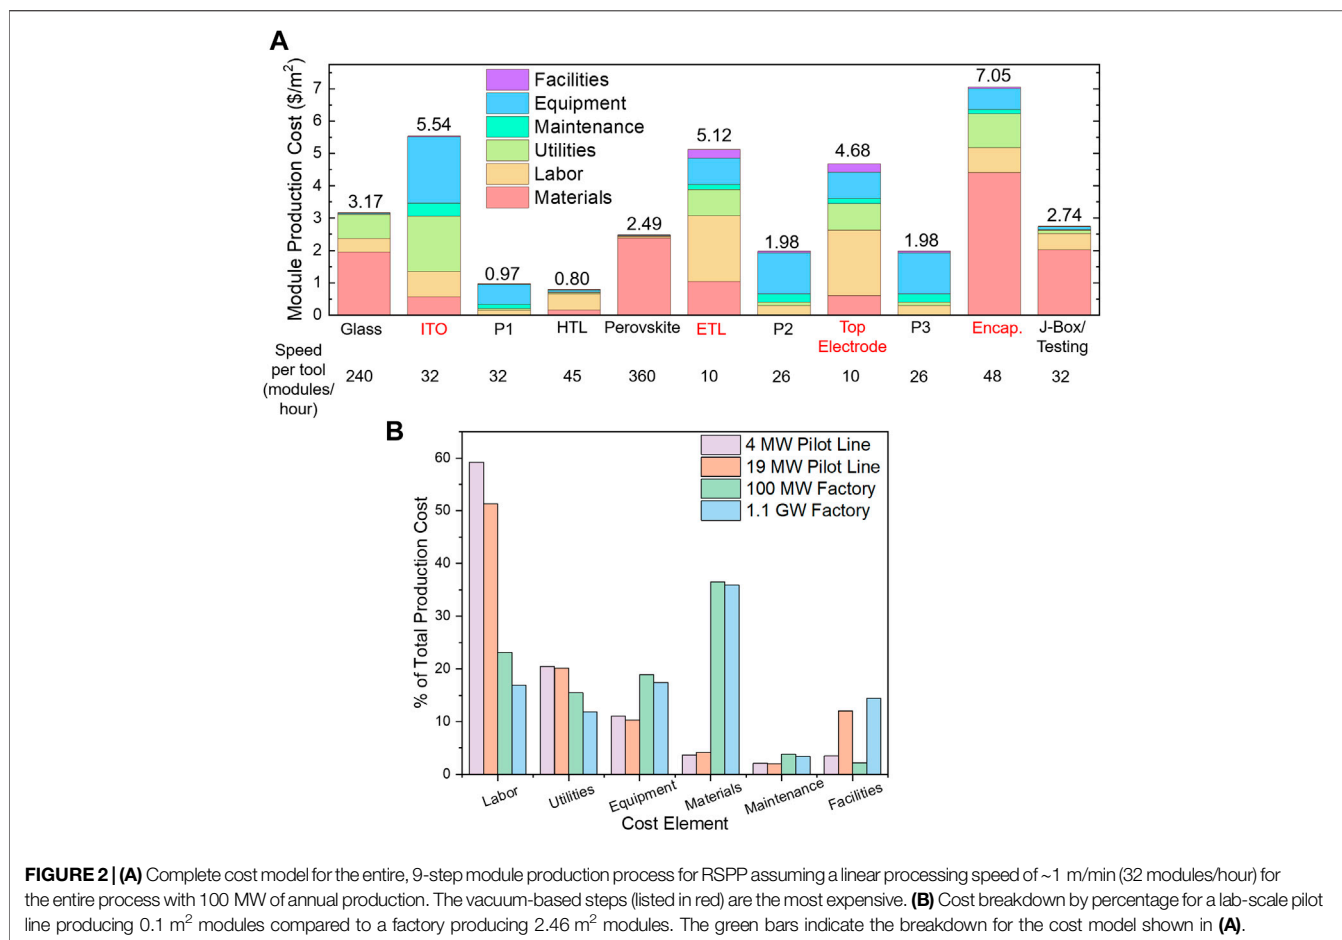 A
Module Production Cost ($/m²)
7
6
5
4
3
2
1
0
Facilities
Equipment
Maintenance
Utilities
Labor
Materials
3.17
5.54
0.97
0.80
2.49
5.12
1.98
4.68
1.98
7.05
2.74
Glass
ITO
P1
HTL
Perovskite
ETL
P2
Top
Electrode
P3
Encap.
J-Box/
Testing
Speed
per tool
(modules/
hour)
240
32
32
45
360
10
26
10
26
48
32
B
% of Total Production Cost
60
50
40
30
20
10
0
4 MW Pilot Line
19 MW Pilot Line
100 MW Factory
1.1 GW Factory
Labor
Utilities
Equipment
Materials
Maintenance
Facilities
Cost Element
FIGURE 2 | (A) Complete cost model for the entire, 9-step module production process for RSPP assuming a linear processing speed of ~1 m/min (32 modules/hour) for
the entire process with 100 MW of annual production. The vacuum-based steps (listed in red) are the most expensive. (B) Cost breakdown by percentage for a lab-scale pilot
line producing 0.1 m² modules compared to a factory producing 2.46 m² modules. The green bars indicate the breakdown for the cost model shown in (A).